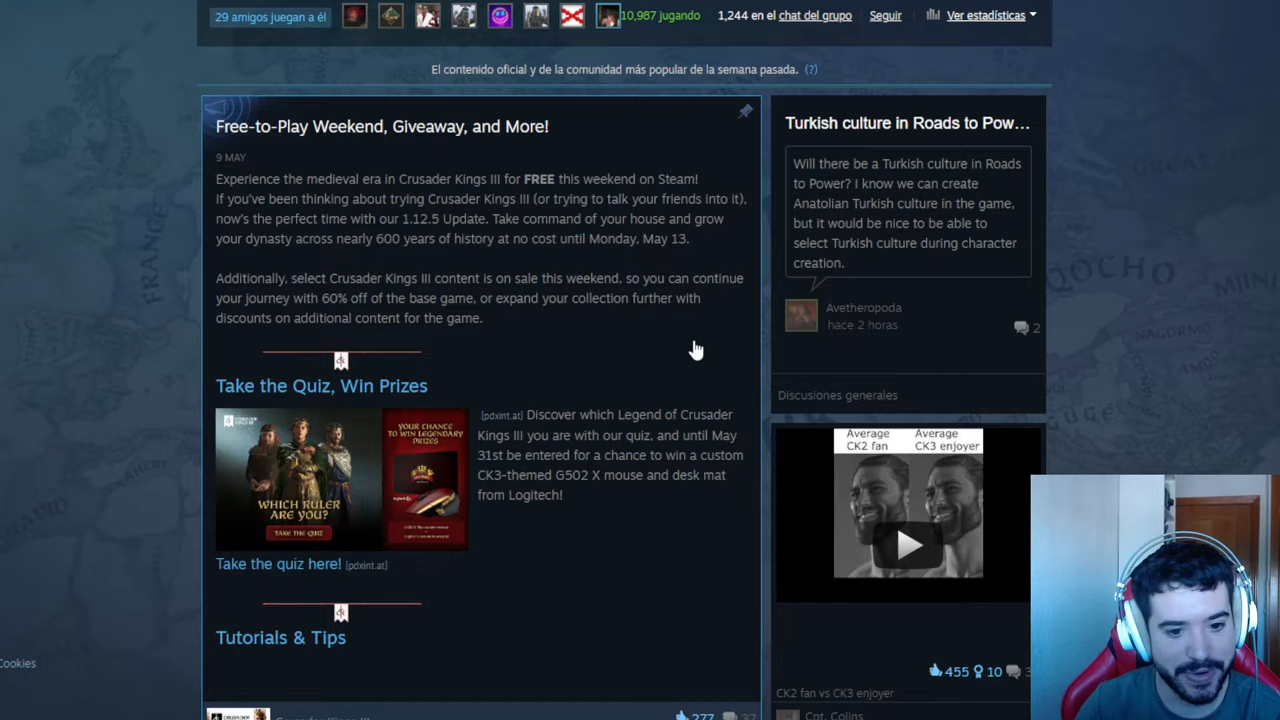 29 amigos juegan a él
10,987 jugando
1,244 en el chat del grupo
Seguir
Ver estadísticas
El contenido oficial y de la comunidad más popular de la semana pasada. (?)
Free-to-Play Weekend, Giveaway, and More!
9 MAY
Experience the medieval era in Crusader Kings III for FREE this weekend on Steam!
If you've been thinking about trying Crusader Kings III (or trying to talk your friends into it),
now's the perfect time with our 1.12.5 Update. Take command of your house and grow
your dynasty across nearly 600 years of history at no cost until Monday, May 13.
Additionally, select Crusader Kings III content is on sale this weekend, so you can continue
your journey with 60% off of the base game, or expand your collection further with
discounts on additional content for the game.
Take the Quiz, Win Prizes
WHICH RULER
ARE YOU?
TAKE THE QUIZ
YOUR CHANCE
TO WIN LEGENDARY
PRIZES
[pdxint.at] Discover which Legend of Crusader
Kings III you are with our quiz, and until May
31st be entered for a chance to win a custom
CK3-themed G502 X mouse and desk mat
from Logitech!
Take the quiz here! [pdxint.at]
Tutorials & Tips
277
37
Turkish culture in Roads to Pow...
Will there be a Turkish culture in Roads
to Power? I know we can create
Anatolian Turkish culture in the game,
but it would be nice to be able to
select Turkish culture during character
creation.
Avetheropoda
hace 2 horas
2
Discusiones generales
Average
CK2 fan
Average
CK3 enjoyer
455
10
CK2 fan vs CK3 enjoyer
Cpt. Colins
Cookies
FRANCE
QOCHO
NAGORMO